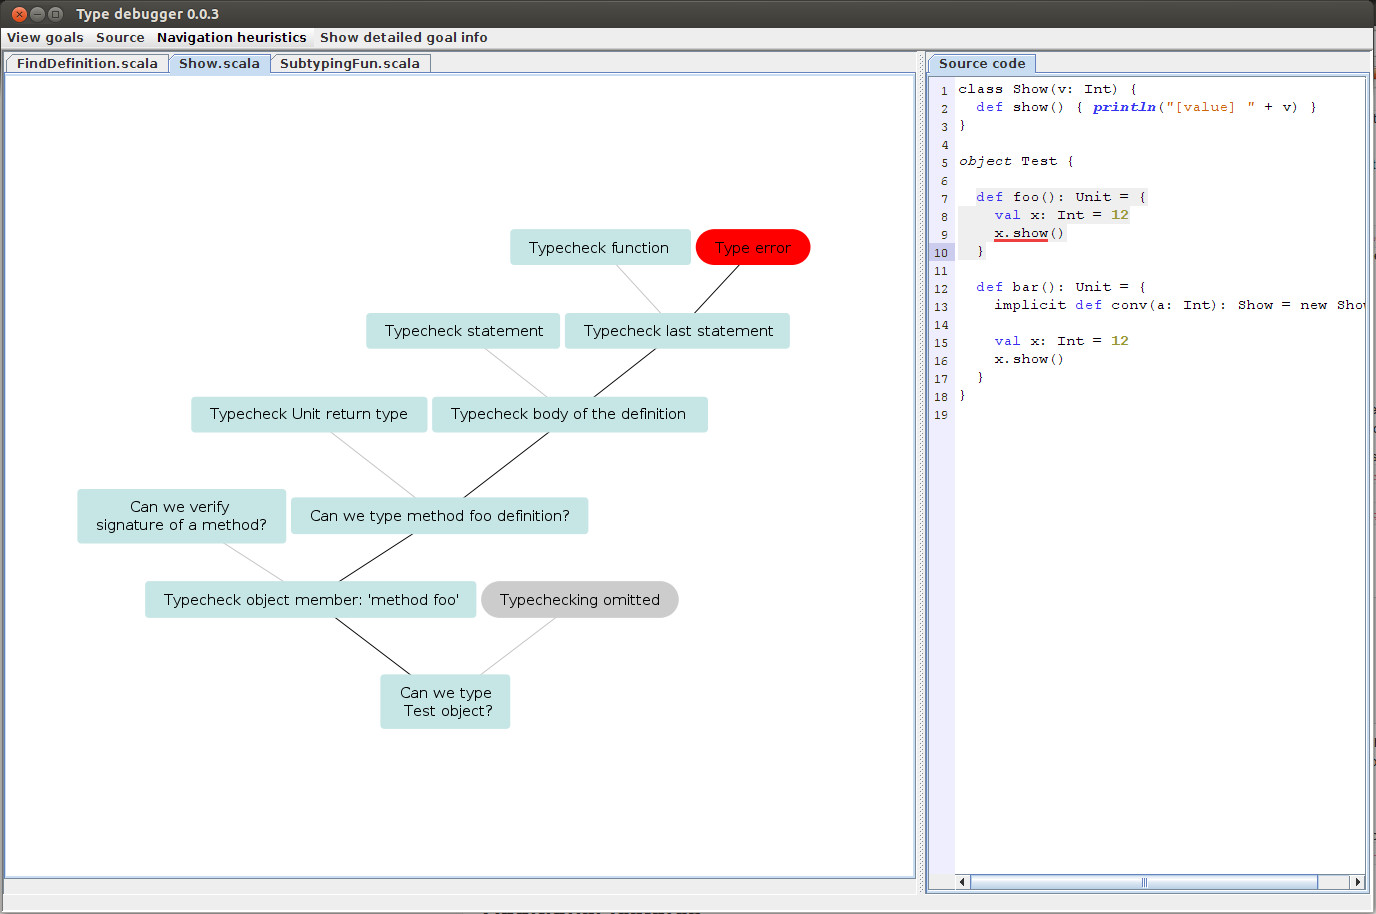 Type debugger 0.0.3
View goals Source Navigation heuristics Show detailed goal info
FindDefinition.scala Show.scala SubtypingFun.scala
Typecheck function
Type error
Typecheck statement
Typecheck last statement
Typecheck Unit return type
Typecheck body of the definition
Can we verify
signature of a method?
Can we type method foo definition?
Typecheck object member: 'method foo'
Typechecking omitted
Can we type
Test object?
Source code
1 class Show(v: Int) {
2 def show() { println("[value] " + v) }
3 }
4
5 object Test {
6
7 def foo(): Unit = {
8 val x: Int = 12
9 x.show()
10 }
11
12 def bar(): Unit = {
13 implicit def conv(a: Int): Show = new Show
14
15 val x: Int = 12
16 x.show()
17 }
18 }
19